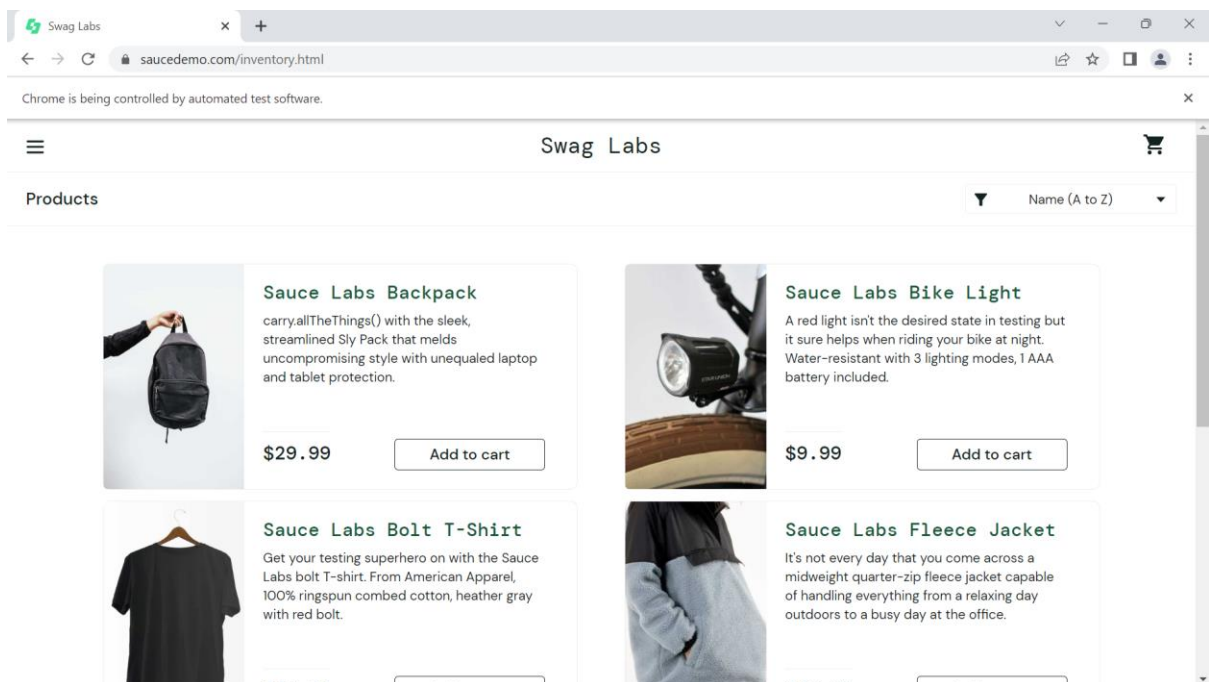 Swag Labs
saucedemo.com/inventory.html
Chrome is being controlled by automated test software.
Swag Labs
Products
Name (A to Z)
Sauce Labs Backpack
carry.allTheThings() with the sleek,
streamlined Sly Pack that melds
uncompromising style with unequaled laptop
and tablet protection.
$29.99
Add to cart
Sauce Labs Bike Light
A red light isn't the desired state in testing but
it sure helps when riding your bike at night.
Water-resistant with 3 lighting modes, 1 AAA
battery included.
$9.99
Add to cart
Sauce Labs Bolt T-Shirt
Get your testing superhero on with the Sauce
Labs bolt T-shirt. From American Apparel,
100% ringspun combed cotton, heather gray
with red bolt.
Sauce Labs Fleece Jacket
It's not every day that you come across a
midweight quarter-zip fleece jacket capable
of handling everything from a relaxing day
outdoors to a busy day at the office.